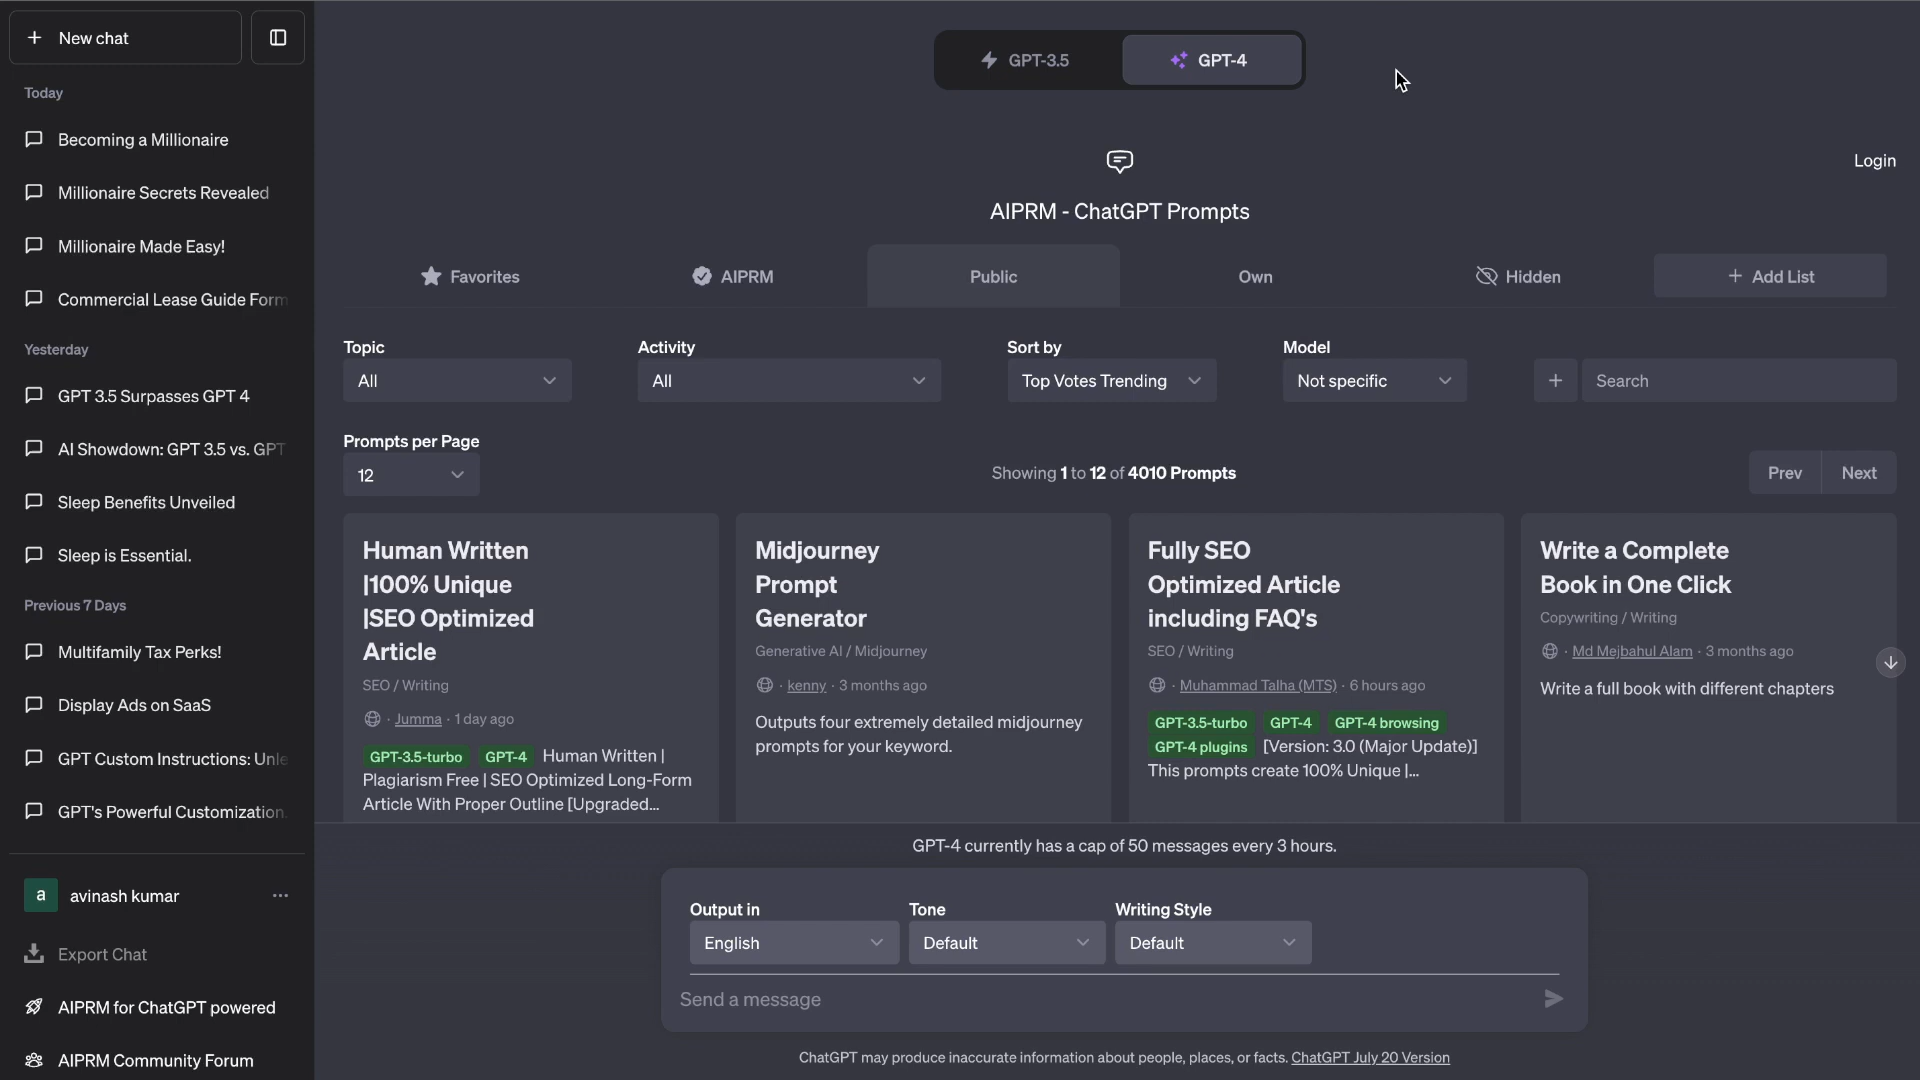 New chat
Today
Becoming a Millionaire
Millionaire Secrets Revealed
Millionaire Made Easy!
Commercial Lease Guide Form
Yesterday
GPT 3.5 Surpasses GPT 4
AI Showdown: GPT 3.5 vs. GPT
Sleep Benefits Unveiled
Sleep is Essential.
Previous 7 Days
Multifamily Tax Perks!
Display Ads on SaaS
GPT Custom Instructions: Unle
GPT's Powerful Customization.
a
avinash kumar
Export Chat
AIPRM for ChatGPT powered
AIPRM Community Forum
GPT-3.5
GPT-4
Login
AIPRM - ChatGPT Prompts
Favorites
AIPRM
Public
Own
Hidden
+ Add List
Topic
All
Activity
All
Sort by
Top Votes Trending
Model
Not specific
+
Search
Prompts per Page
12
Showing 1 to 12 of 4010 Prompts
Prev
Next
Human Written
|100% Unique
|SEO Optimized
Article
SEO / Writing
· Jumma · 1 day ago
GPT-3.5-turbo GPT-4 Human Written |
Plagiarism Free | SEO Optimized Long-Form
Article With Proper Outline [Upgraded...
Midjourney
Prompt
Generator
Generative AI / Midjourney
· kenny · 3 months ago
Outputs four extremely detailed midjourney
prompts for your keyword.
Fully SEO
Optimized Article
including FAQ's
SEO / Writing
· Muhammad Talha (MTS) · 6 hours ago
GPT-3.5-turbo GPT-4 GPT-4 browsing
GPT-4 plugins [Version: 3.0 (Major Update)]
This prompts create 100% Unique |...
Write a Complete
Book in One Click
Copywriting / Writing
· Md Mejbahul Alam · 3 months ago
Write a full book with different chapters
GPT-4 currently has a cap of 50 messages every 3 hours.
Output in
English
Tone
Default
Writing Style
Default
Send a message
ChatGPT may produce inaccurate information about people, places, or facts. ChatGPT July 20 Version